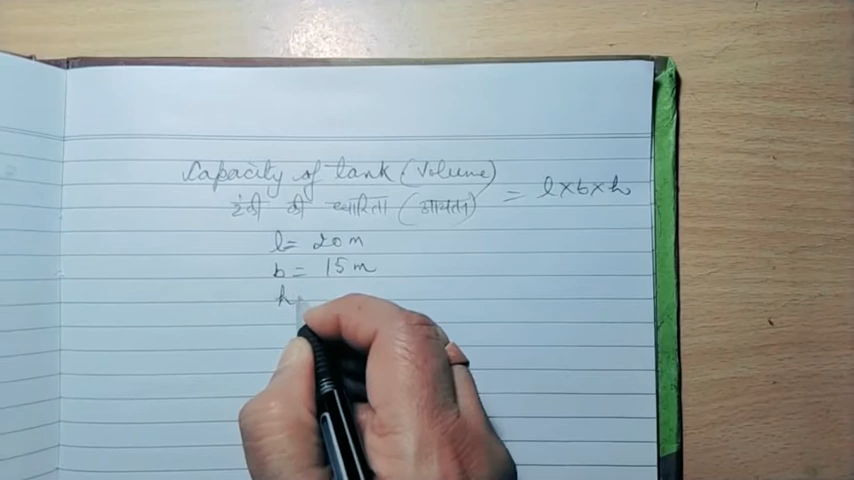 Capacity of tank (Volume)
टंकी की धारिता (आयतन) = l×b×h
l = 20 m
b = 15 m
h